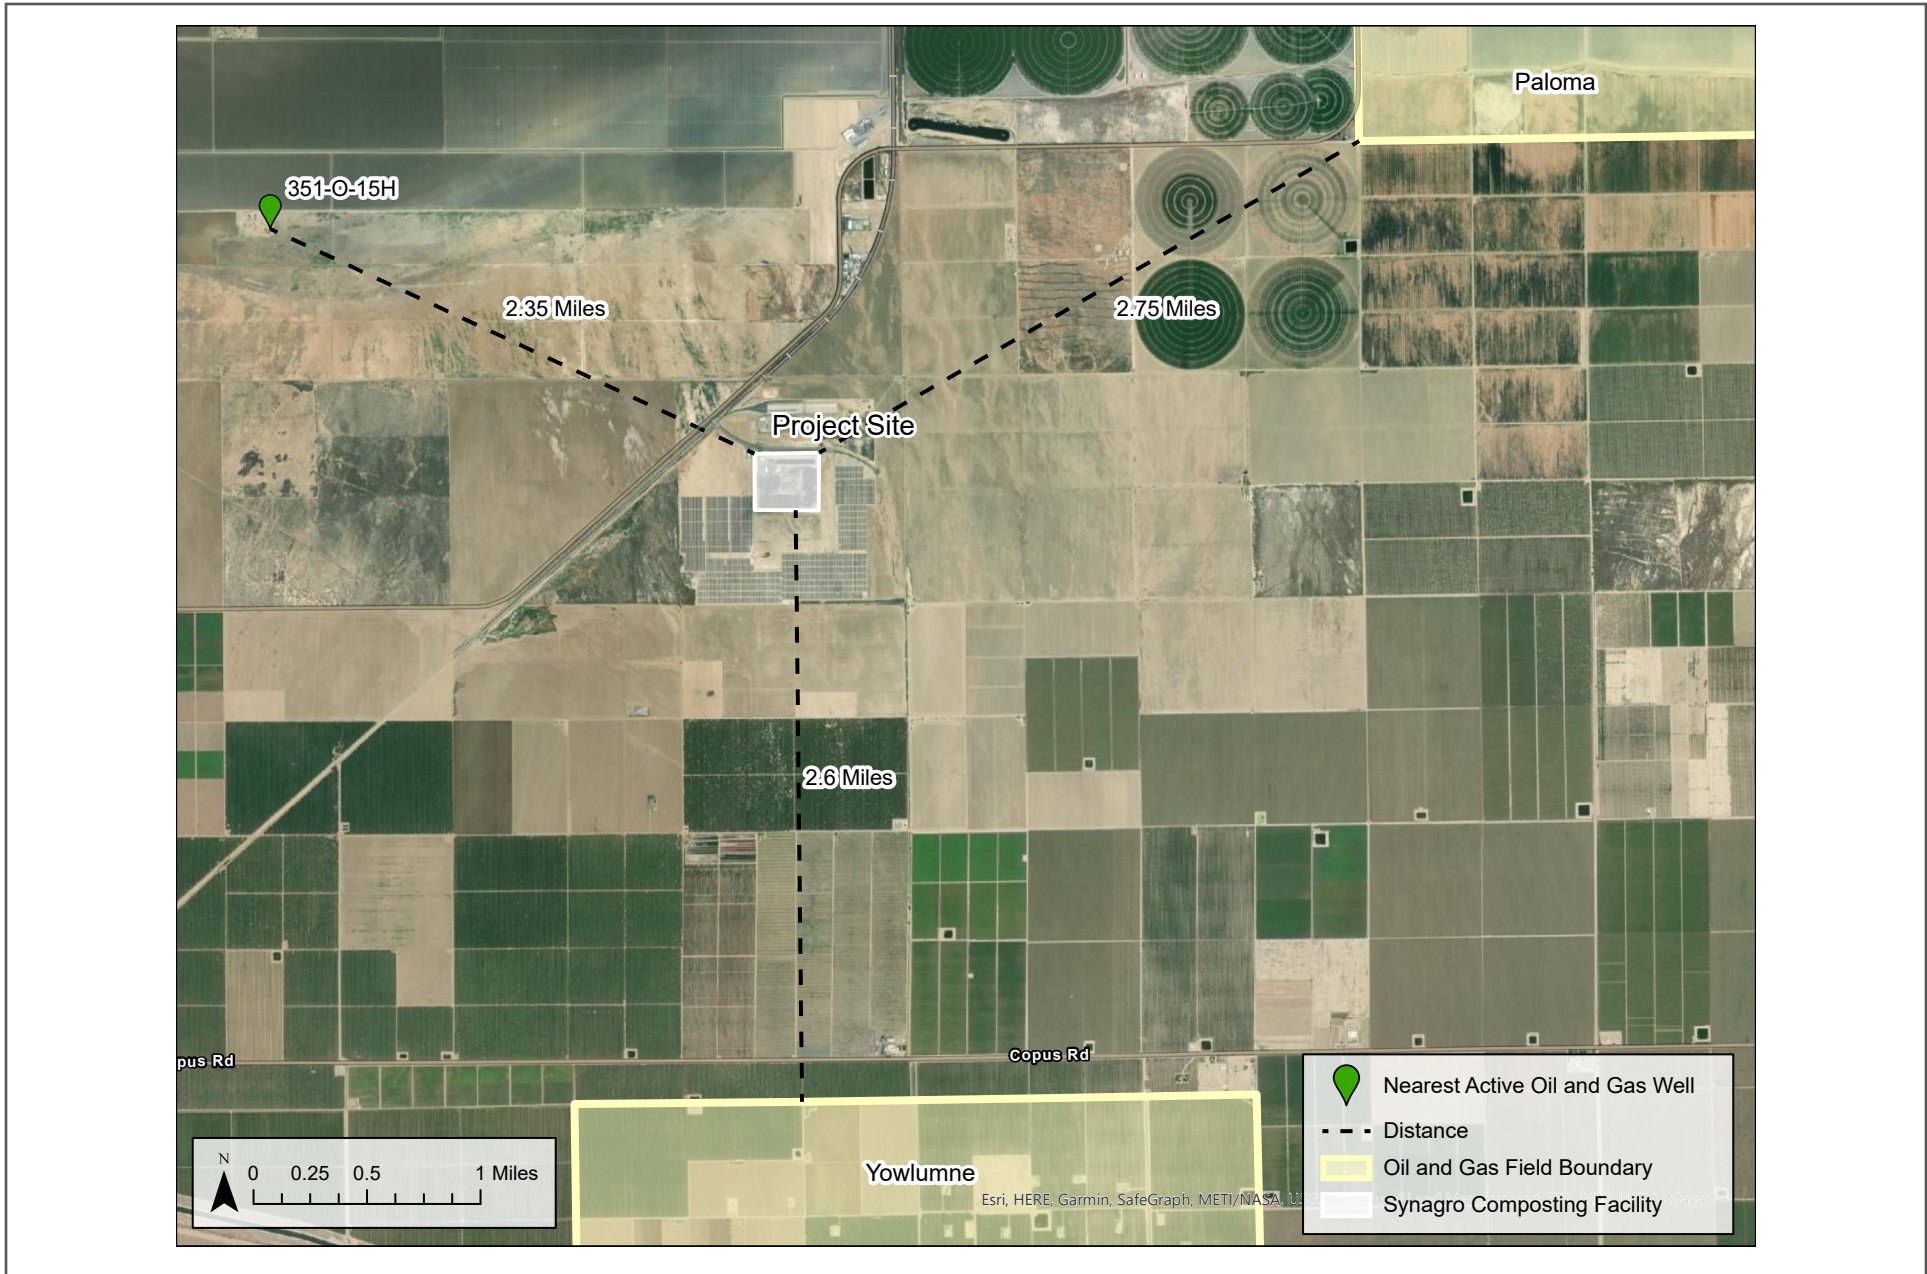 Paloma
351-O-15H
2.35 Miles
2.75 Miles
Project Site
2.6 Miles
pus Rd
Copus Rd
Nearest Active Oil and Gas Well
Distance
Oil and Gas Field Boundary
Synagro Composting Facility
N
0 0.25 0.5 1 Miles
Yowlumne
Esri, HERE, Garmin, SafeGraph, METI/NASA,